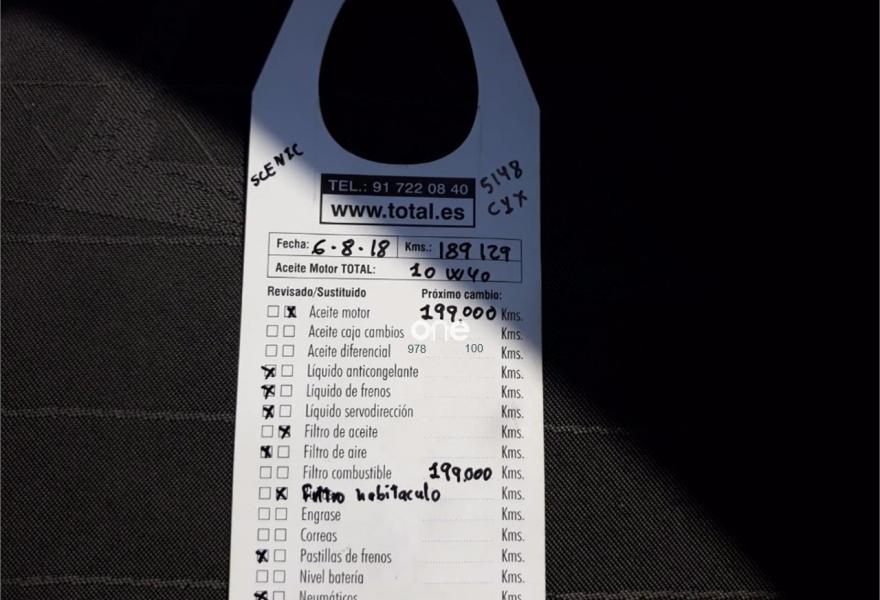 SCENIC
5148
CYX
TEL.: 91 722 08 40
www.total.es
Fecha: 6-8-18 Kms.: 189129
Aceite Motor TOTAL: 10W40
Revisado/Sustituido Próximo cambio:
Aceite motor 199.000 Kms.
Aceite caja cambios Kms.
one
Aceite diferencial 978 100 Kms.
Líquido anticongelante Kms.
Líquido de frenos Kms.
Líquido servodirección Kms.
Filtro de aceite Kms.
Filtro de aire Kms.
Filtro combustible 199.000 Kms.
Filtro habitaculo Kms.
Engrase Kms.
Correas Kms.
Pastillas de frenos Kms.
Nivel batería Kms.
Neumáticos Kms.